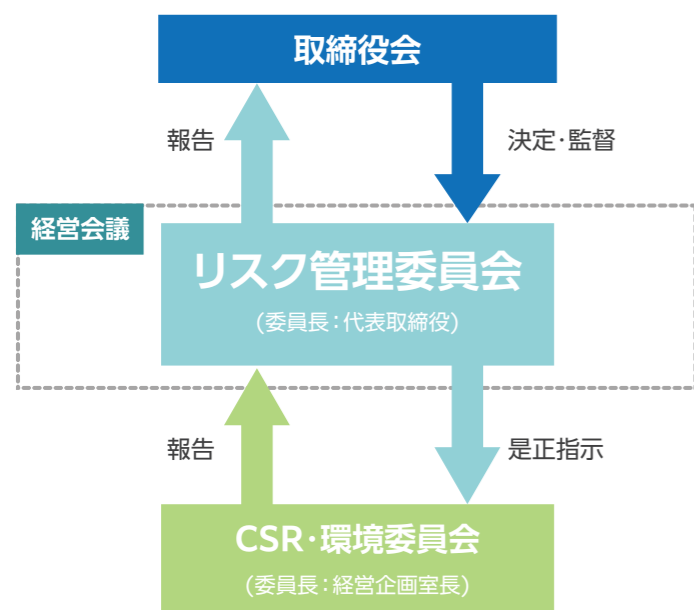 取締役会
報告
決定・監督
経営会議
リスク管理委員会
(委員長:代表取締役)
報告
是正指示
CSR・環境委員会
(委員長:経営企画室長)